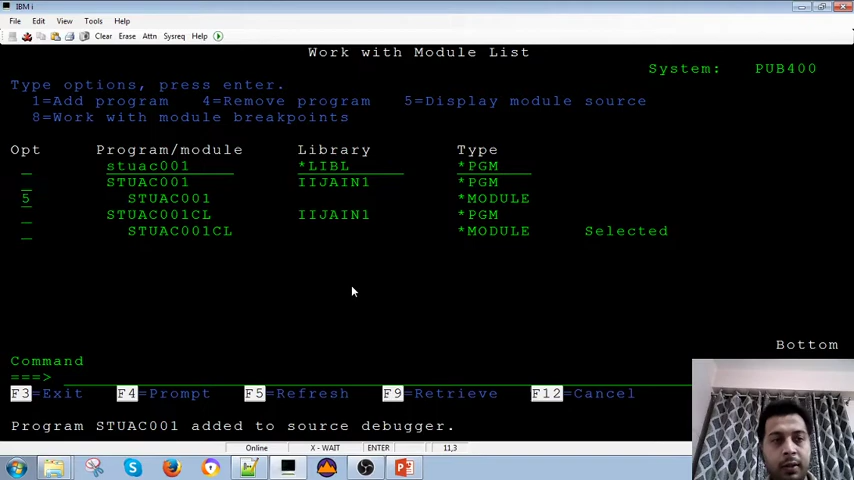 IBM i
File Edit View Tools Help
Clear Erase Attn Sysreq Help
Work with Module List
System: PUB400
Type options, press enter.
1=Add program 4=Remove program 5=Display module source
8=Work with module breakpoints
Opt Program/module Library Type
_ stuac001 *LIBL *PGM
_ STUAC001 IIJAIN1 *PGM
5 STUAC001 *MODULE
_ STUAC001CL IIJAIN1 *PGM
_ STUAC001CL *MODULE Selected
Bottom
Command
===>
F3=Exit F4=Prompt F5=Refresh F9=Retrieve F12=Cancel
Program STUAC001 added to source debugger.
Online X - WAIT ENTER 11,3